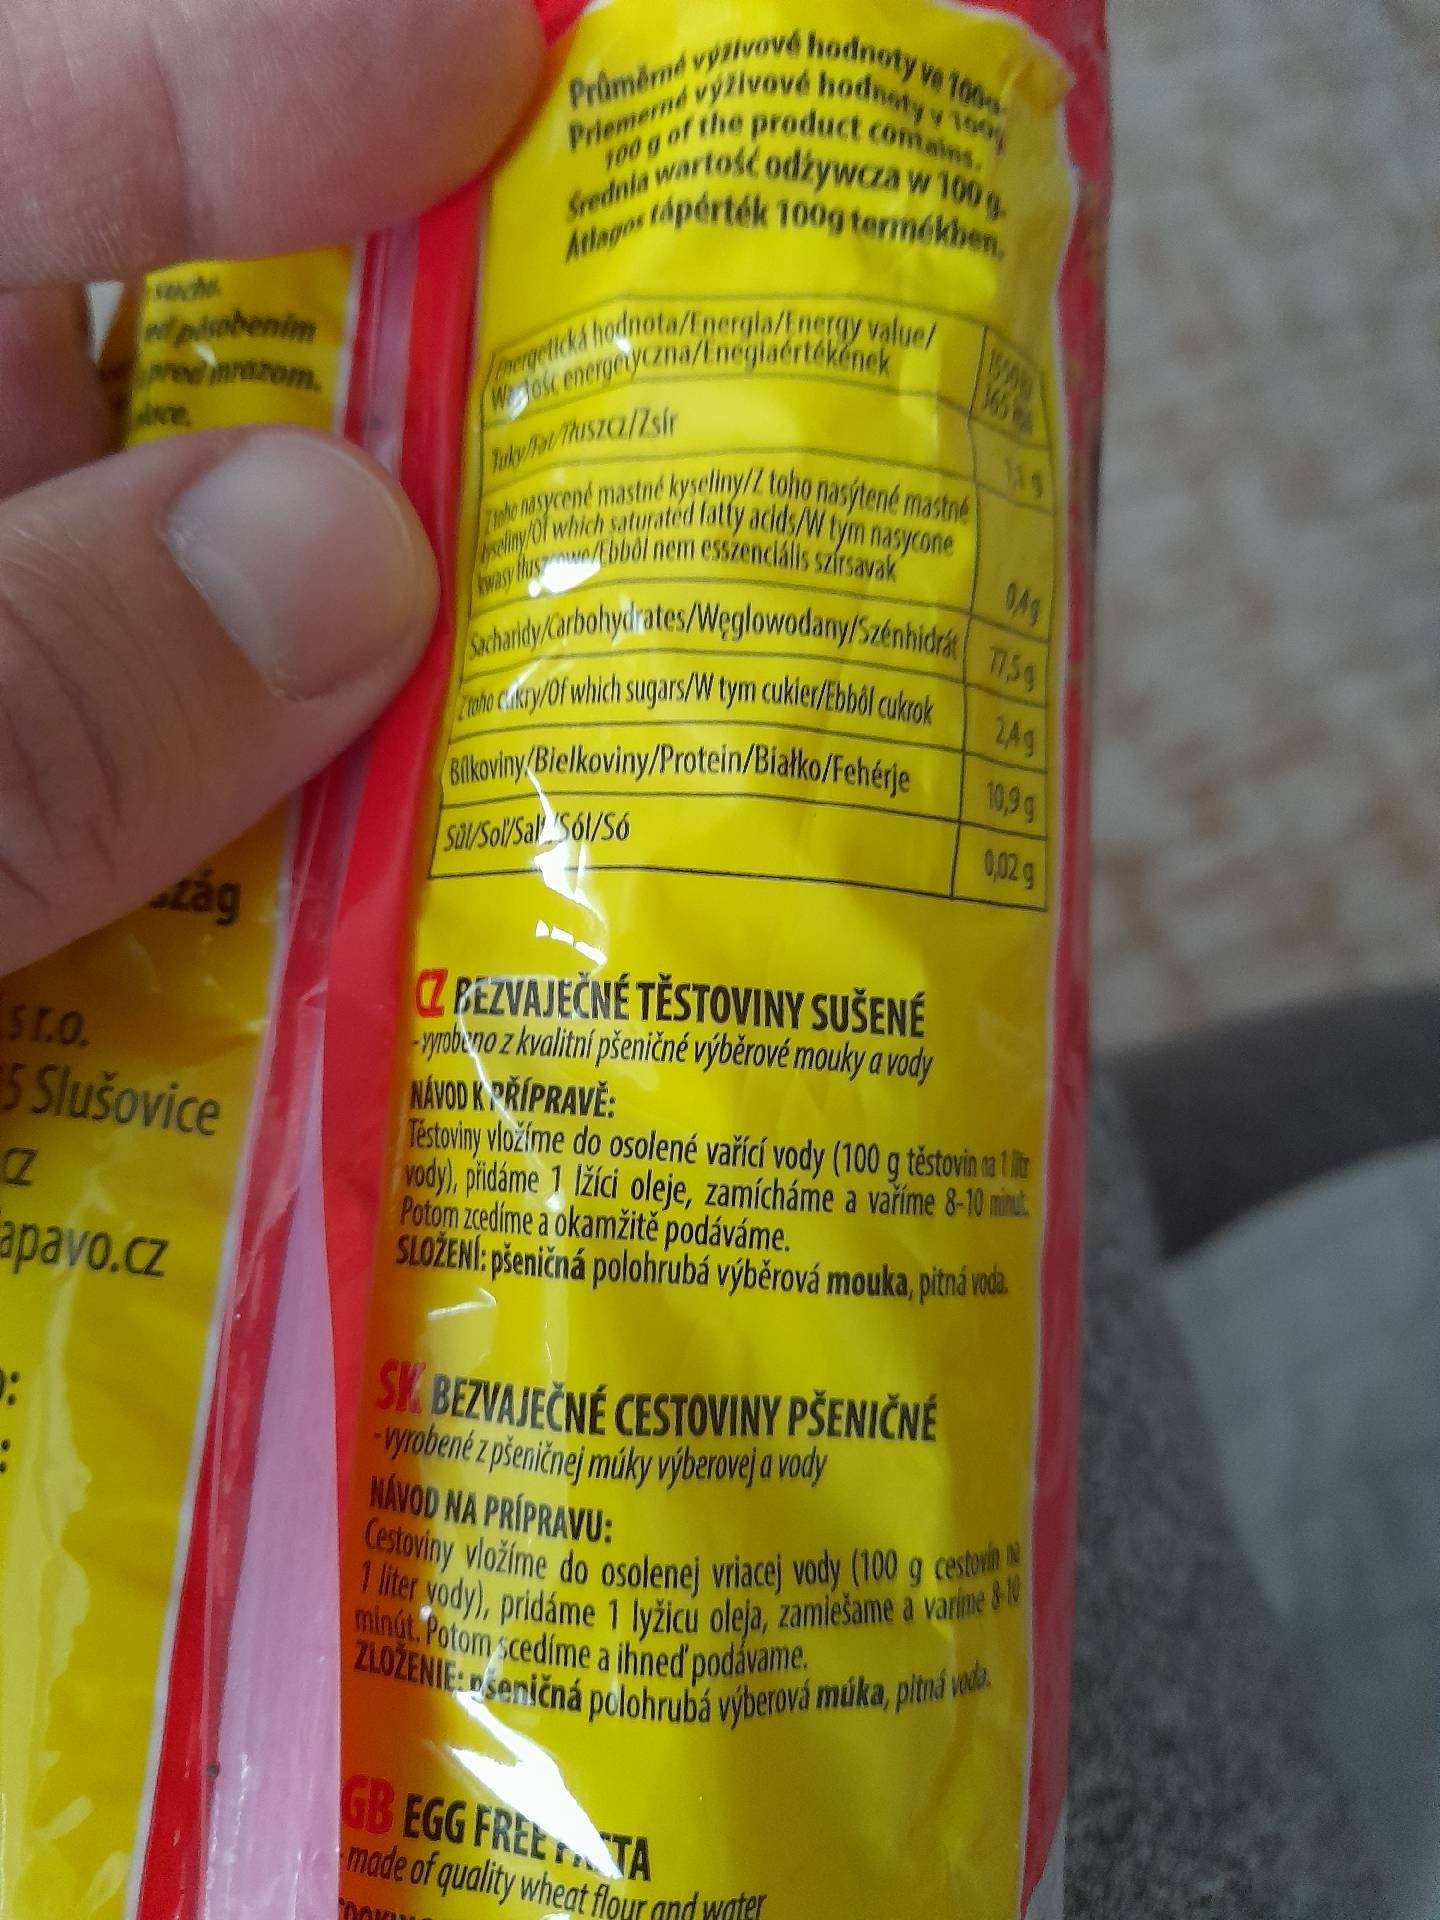 Průměrné výživové hodnoty ve 100g.
Priemerné výživové hodnoty v 100g
100 g of the product contains.
Średnia wartość odżywcza w 100 g.
Átlagos tápérték 100g termékben.
Energetická hodnota/Energia/Energy value/
Wartość energetyczna/Enegiaértékének
365
Tuky/Fat/Tłuszcz/Zsír
1,1 g
Z toho nasycené mastné kyseliny/Z toho nasýtené mastné
kyseliny/Of which saturated fatty acids/W tym nasycone
kwasy tłuszczowe/Ebből nem esszenciális szírsavak
0,4g
Sacharidy/Carbohydrates/Węglowodany/Szénhidrát
77,5g
Z toho cukry/Of which sugars/W tym cukier/Ebből cukrok
2,4g
Bílkoviny/Bielkoviny/Protein/Białko/Fehérje
10,9 g
Sůl/Soľ/Salt/Sól/Só
0,02 g
CZ BEZVAJEČNÉ TĚSTOVINY SUŠENÉ
- vyrobeno z kvalitní pšeničné výběrové mouky a vody
NÁVOD K PŘÍPRAVĚ:
Těstoviny vložíme do osolené vařící vody (100 g těstovin na 1 litr
vody), přidáme 1 lžíci oleje, zamícháme a vaříme 8-10 minut.
Potom zcedíme a okamžitě podáváme.
SLOŽENÍ: pšeničná polohrubá výběrová mouka, pitná voda.
SK BEZVAJEČNÉ CESTOVINY PŠENIČNÉ
- vyrobené z pšeničnej múky výberovej a vody
NÁVOD NA PRÍPRAVU:
Cestoviny vložíme do osolenej vriacej vody (100 g cestovín na
1 liter vody), pridáme 1 lyžicu oleja, zamiešame a varíme 8-10
minút. Potom scedíme a ihneď podávame.
ZLOŽENIE: pšeničná polohrubá výberová múka, pitná voda.
GB EGG FREE PASTA
- made of quality wheat flour and water
pôsobením
pred mrazom.
szág
s r.o.
5 Slušovice
CZ
apavo.cz